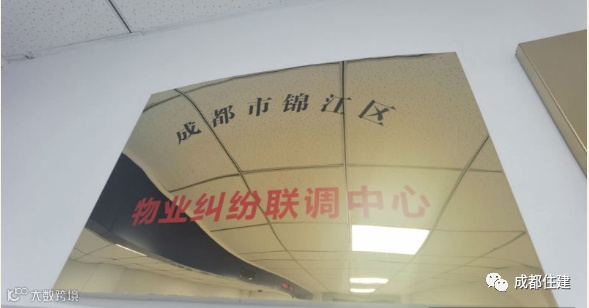 成都市锦江区
物业纠纷联调中心
大数跨境
成都住建